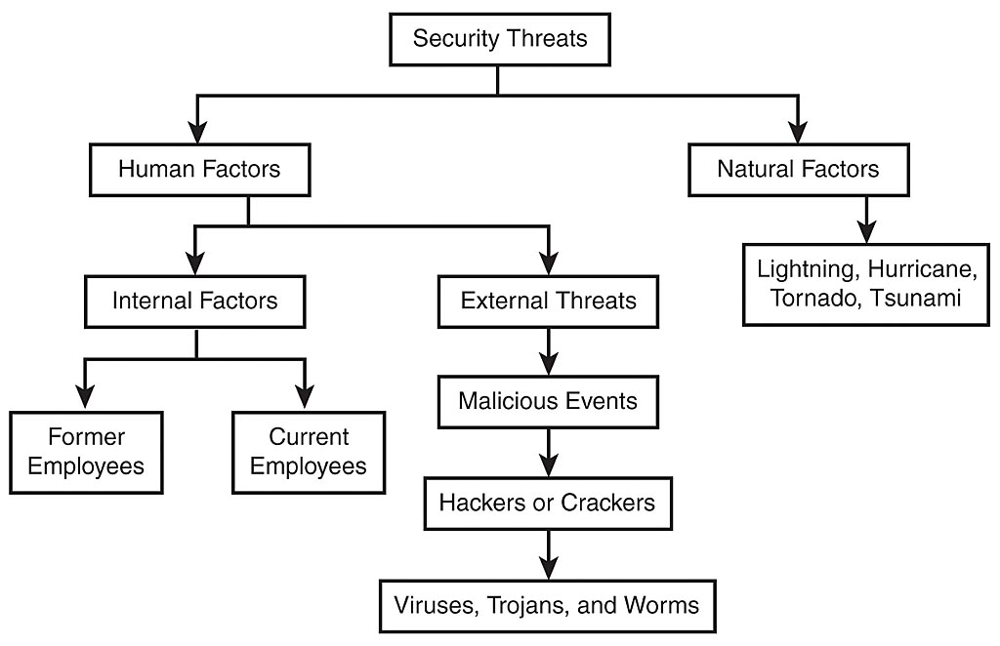 Security Threats
Human Factors
Natural Factors
Lightning, Hurricane,
Tornado, Tsunami
Internal Factors
External Threats
Malicious Events
Former
Employees
Current
Employees
Hackers or Crackers
Viruses, Trojans, and Worms